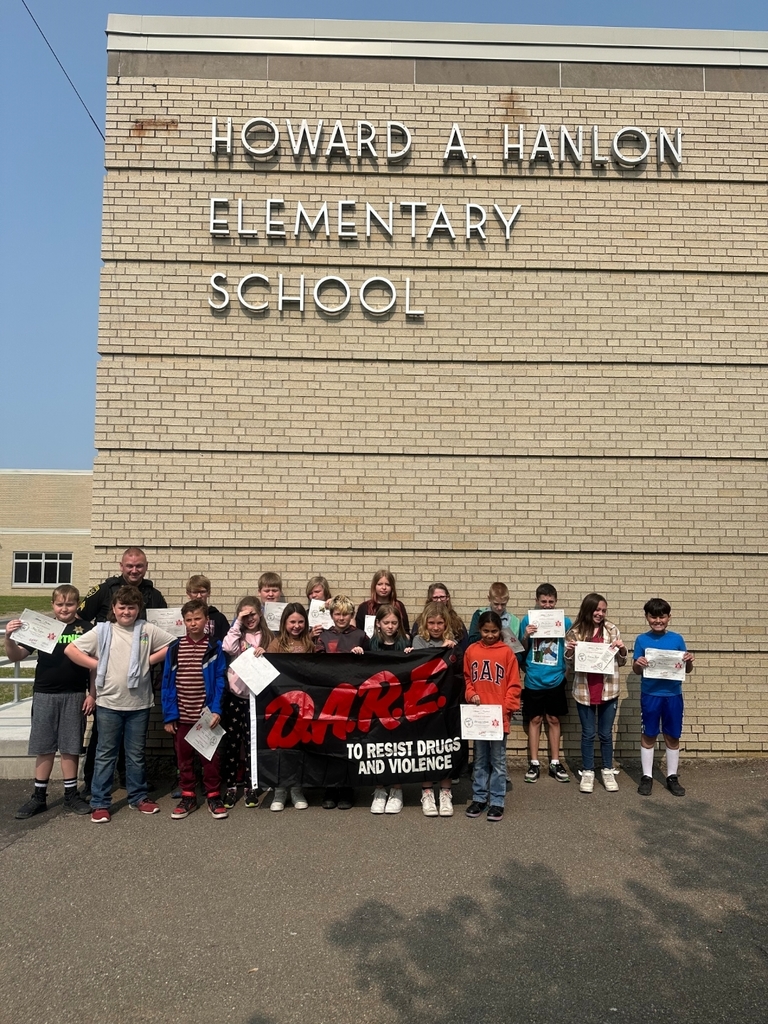 HOWARD A. HANLON
ELEMENTARY
SCHOOL
D.A.R.E.
TO RESIST DRUGS
AND VIOLENCE
GAP